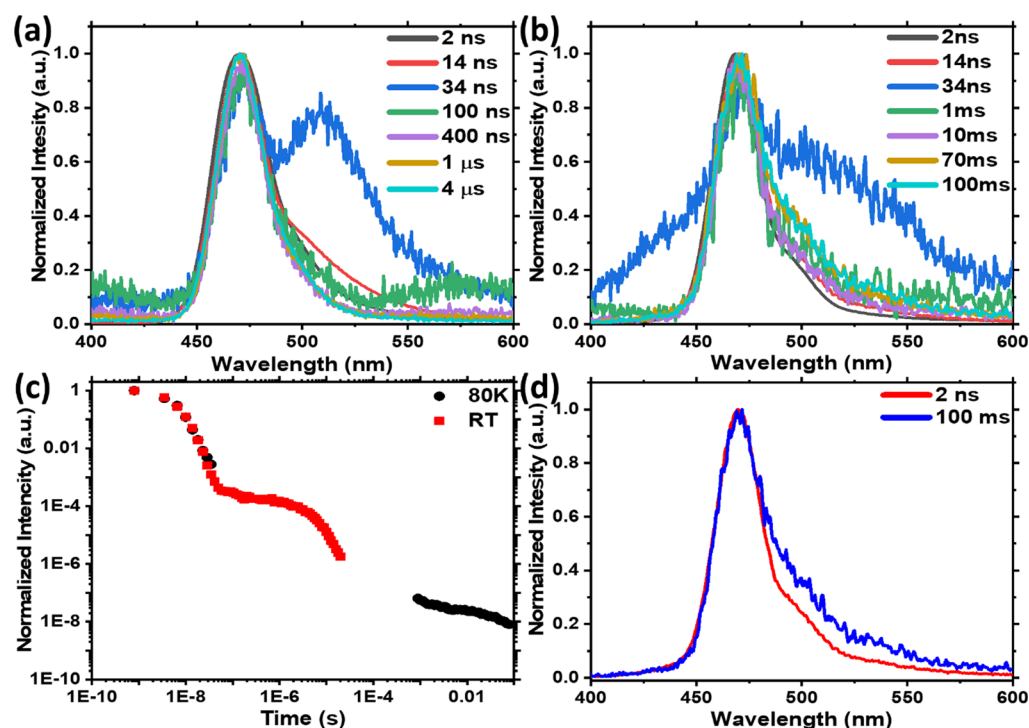 (a)
2 ns
14 ns
34 ns
100 ns
400 ns
1 μs
4 μs
Normalized Intesity (a.u.)
1.0
0.8
0.6
0.4
0.2
0.0
400 450 500 550 600
Wavelength (nm)
(b)
2ns
14ns
34ns
1ms
10ms
70ms
100ms
Normalized Intesity (a.u.)
1.0
0.8
0.6
0.4
0.2
0.0
400 450 500 550 600
Wavelength (nm)
(c)
80K
RT
Normalized Intencity (a.u.)
1
0.01
1E-4
1E-6
1E-8
1E-10
1E-10 1E-8 1E-6 1E-4 0.01
Time (s)
(d)
2 ns
100 ms
Normalized Intesity (a.u.)
1.0
0.8
0.6
0.4
0.2
0.0
400 450 500 550 600
Wavelength (nm)